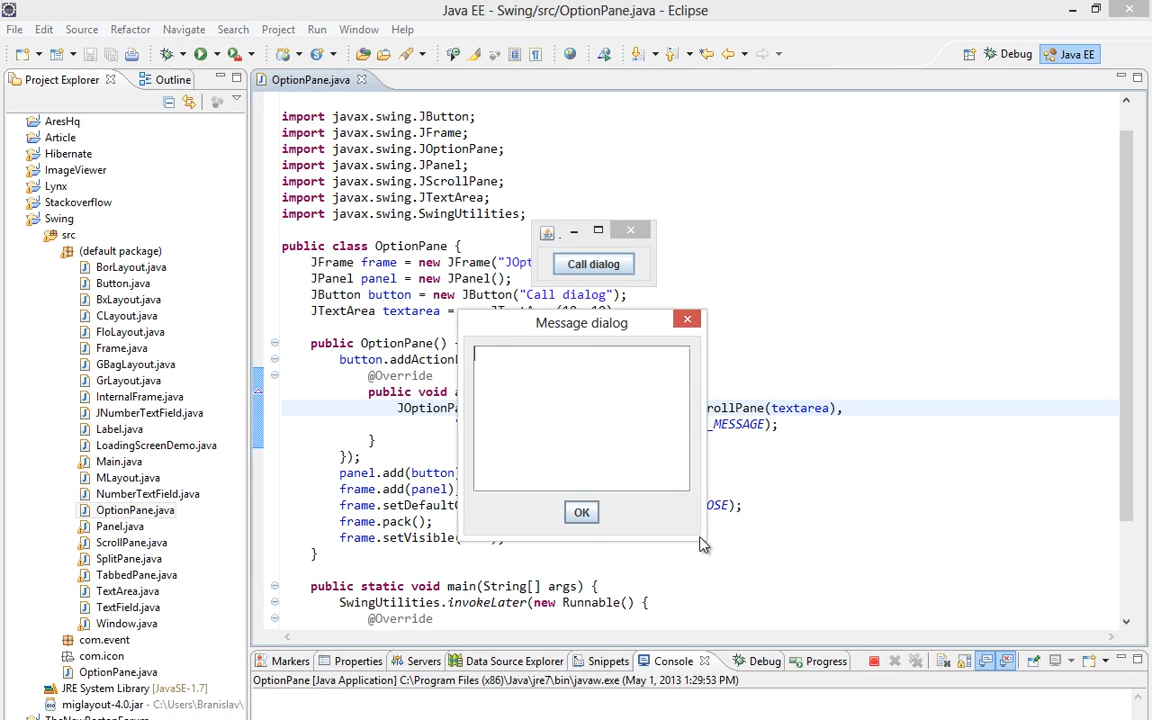 Java EE - Swing/src/OptionPane.java - Eclipse
File Edit Source Refactor Navigate Search Project Run Window Help
Debug Java EE
Project Explorer Outline
OptionPane.java
AresHq
Article
Hibernate
ImageViewer
Lynx
Stackoverflow
Swing
src
(default package)
BorLayout.java
Button.java
BxLayout.java
CLayout.java
FloLayout.java
Frame.java
GBagLayout.java
GrLayout.java
InternalFrame.java
JNumberTextField.java
Label.java
LoadingScreenDemo.java
Main.java
MLayout.java
NumberTextField.java
OptionPane.java
Panel.java
ScrollPane.java
SplitPane.java
TabbedPane.java
TextArea.java
TextField.java
Window.java
com.event
com.icon
OptionPane.java
JRE System Library [JavaSE-1.7]
miglayout-4.0.jar - C:\Users\Branislav\
import javax.swing.JButton;
import javax.swing.JFrame;
import javax.swing.JOptionPane;
import javax.swing.JPanel;
import javax.swing.JScrollPane;
import javax.swing.JTextArea;
import javax.swing.SwingUtilities;
public class OptionPane {
JFrame frame = new JFrame("JOpt
JPanel panel = new JPanel();
JButton button = new JButton("Call dialog");
JTextArea textarea =
public OptionPane()
button.addActionL
@Override
public void a
JOptionPa rollPane(textarea),
_MESSAGE);
}
});
panel.add(button
frame.add(panel)
frame.setDefaultC OSE);
frame.pack();
frame.setVisible(
}
public static void main(String[] args) {
SwingUtilities.invokeLater(new Runnable() {
@Override
Call dialog
Message dialog
OK
Markers Properties Servers Data Source Explorer Snippets Console Debug Progress
OptionPane [Java Application] C:\Program Files (x86)\Java\jre7\bin\javaw.exe (May 1, 2013 1:29:53 PM)